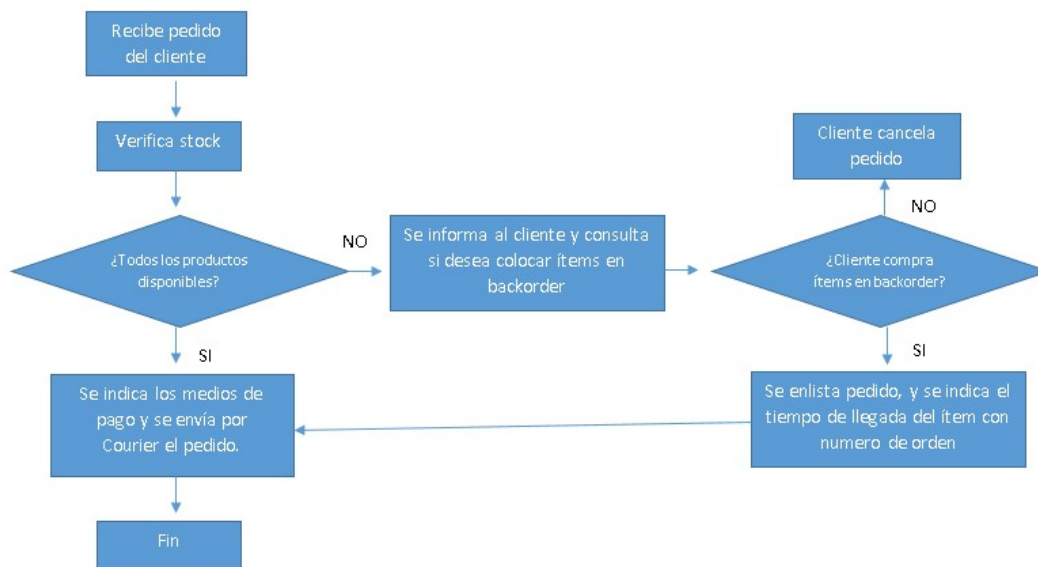 Recibe pedido
del cliente
Verifica stock
¿Todos los productos
disponibles?
NO
Se informa al cliente y consulta
si desea colocar ítems en
backorder
¿Cliente compra
ítems en backorder?
NO
Cliente cancela
pedido
SI
Se enlista pedido, y se indica el
tiempo de llegada del ítem con
numero de orden
SI
Se indica los medios de
pago y se envía por
Courier el pedido.
Fin